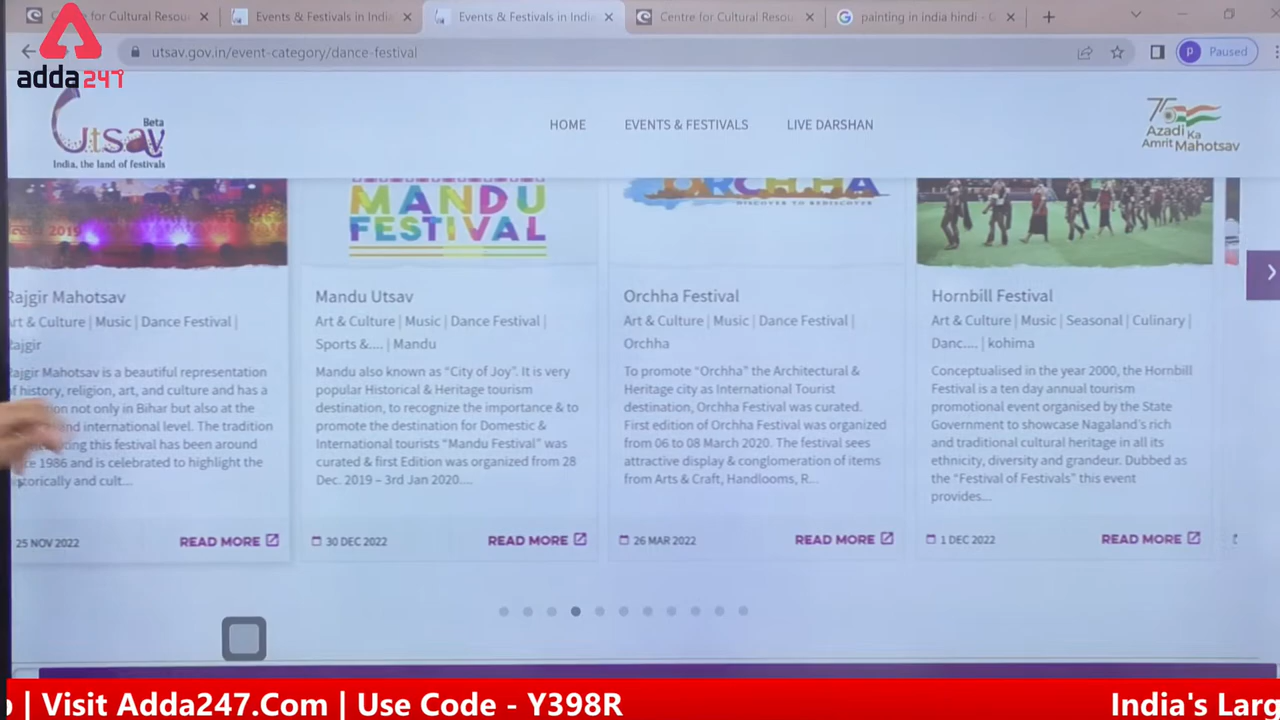 Centre for Cultural Resou
Events & Festivals in India
Events & Festivals in India
Centre for Cultural Resou
painting in india hindi - G
adda247
utsav.gov.in/event-category/dance-festival
p
Paused
Beta
Utsav
India, the land of festivals
HOME
EVENTS & FESTIVALS
LIVE DARSHAN
75
Azadi Ka
Amrit Mahotsav
2019
MANDU
FESTIVAL
ORCHHA
DISCOVER TO REDISCOVER
Rajgir Mahotsav
Art & Culture | Music | Dance Festival |
Rajgir
Rajgir Mahotsav is a beautiful representation
of history, religion, art, and culture and has a
on not only in Bihar but also at the
and international level. The tradition
ing this festival has been around
ce 1986 and is celebrated to highlight the
storically and cult...
25 NOV 2022
READ MORE
Mandu Utsav
Art & Culture | Music | Dance Festival |
Sports &.... | Mandu
Mandu also known as “City of Joy”. It is very
popular Historical & Heritage tourism
destination, to recognize the importance & to
promote the destination for Domestic &
International tourists “Mandu Festival” was
curated & first Edition was organized from 28
Dec. 2019 – 3rd Jan 2020....
30 DEC 2022
READ MORE
Orchha Festival
Art & Culture | Music | Dance Festival |
Orchha
To promote “Orchha” the Architectural &
Heritage city as International Tourist
destination, Orchha Festival was curated.
First edition of Orchha Festival was organized
from 06 to 08 March 2020. The festival sees
attractive display & conglomeration of items
from Arts & Craft, Handlooms, R...
26 MAR 2022
READ MORE
Hornbill Festival
Art & Culture | Music | Seasonal | Culinary |
Danc.... | kohima
Conceptualised in the year 2000, the Hornbill
Festival is a ten day annual tourism
promotional event organised by the State
Government to showcase Nagaland’s rich
and traditional cultural heritage in all its
ethnicity, diversity and grandeur. Dubbed as
the “Festival of Festivals” this event
provides...
1 DEC 2022
READ MORE
| Visit Adda247.Com | Use Code - Y398R
India's Larg